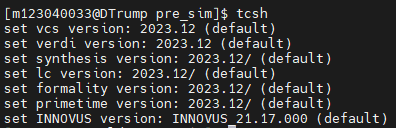 [m123040033@DTrump pre_sim]$ tcsh
set vcs version: 2023.12 (default)
set verdi version: 2023.12 (default)
set synthesis version: 2023.12/ (default)
set lc version: 2023.12/ (default)
set formality version: 2023.12/ (default)
set primetime version: 2023.12/ (default)
set INNOVUS version: INNOVUS_21.17.000 (default)